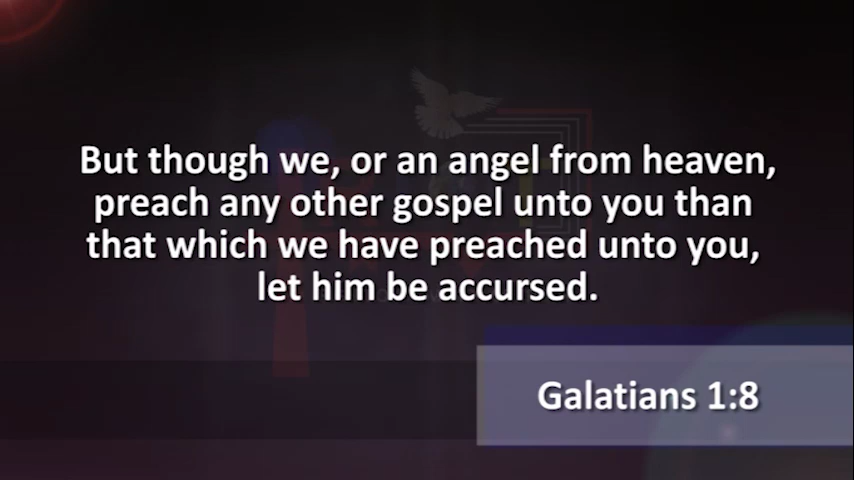 But though we, or an angel from heaven,
preach any other gospel unto you than
that which we have preached unto you,
let him be accursed.
Galatians 1:8